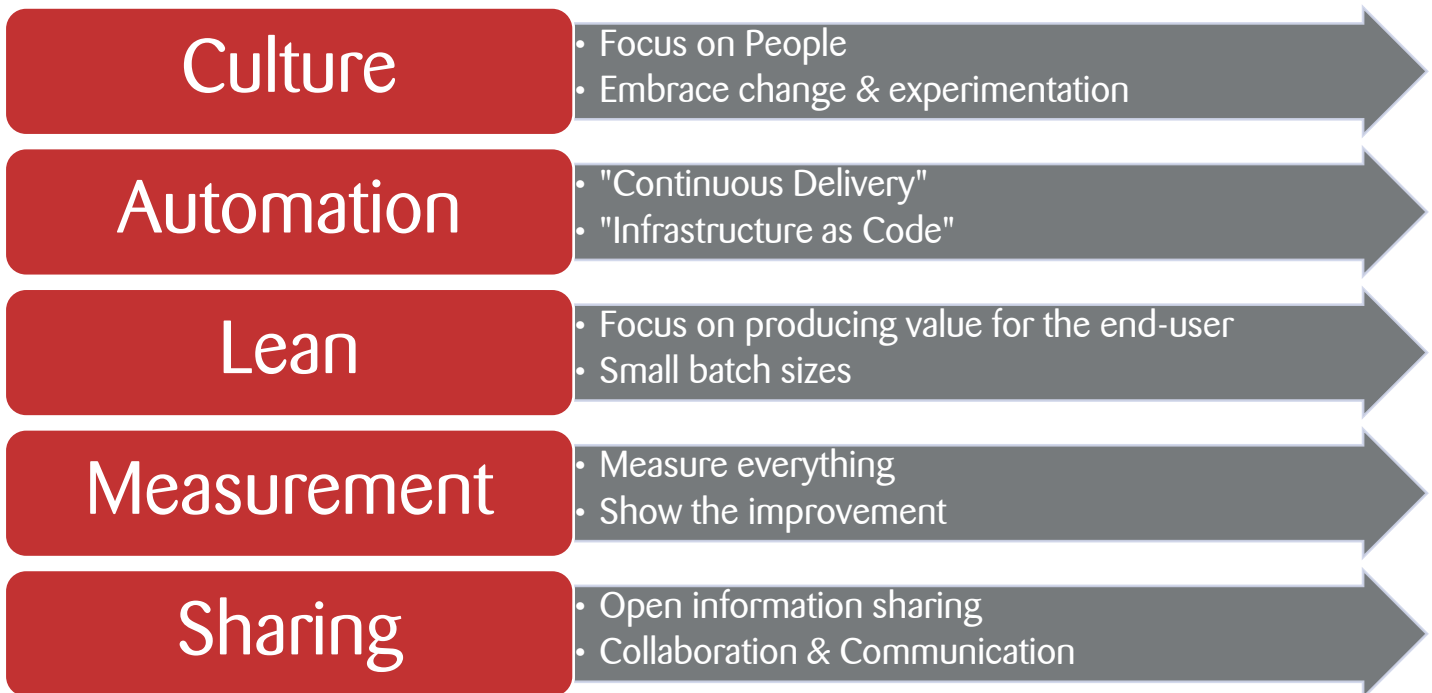 Culture
• Focus on People
• Embrace change & experimentation
Automation
• "Continuous Delivery"
• "Infrastructure as Code"
Lean
• Focus on producing value for the end-user
• Small batch sizes
Measurement
• Measure everything
• Show the improvement
Sharing
• Open information sharing
• Collaboration & Communication